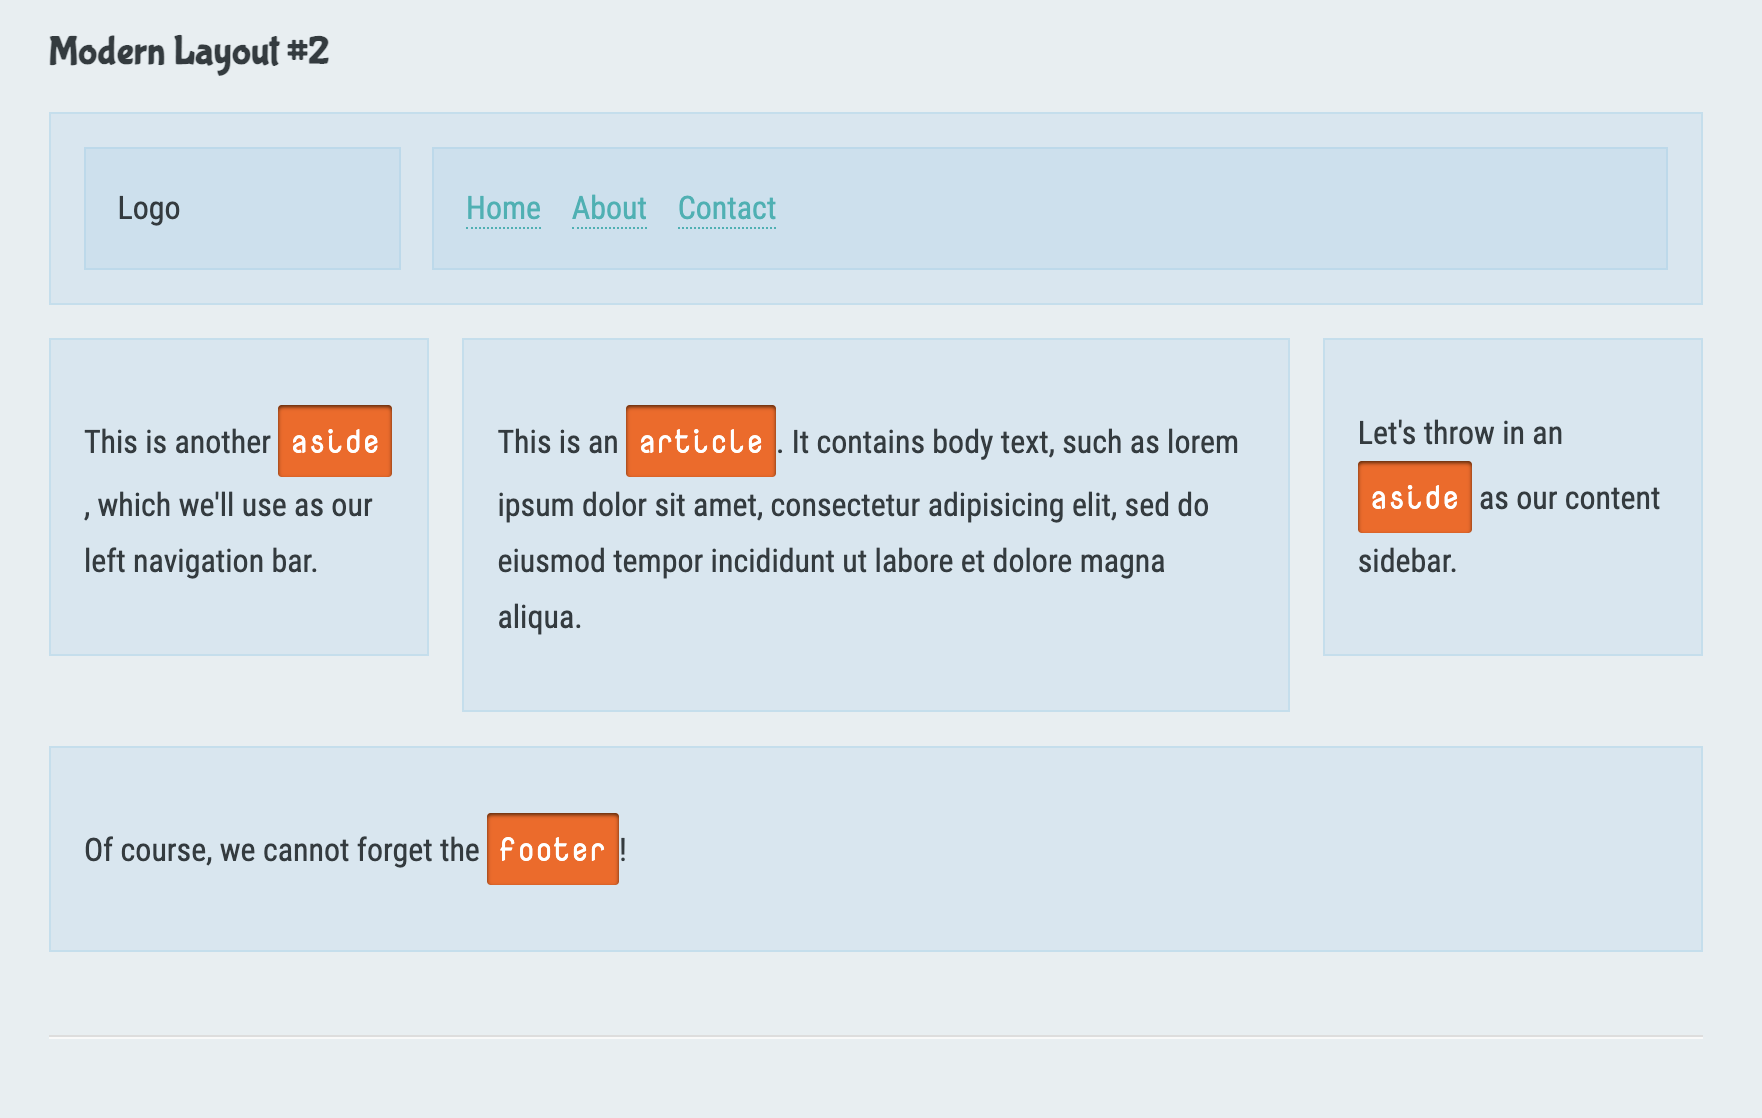 Modern Layout #2
Logo
Home About Contact
This is another aside
, which we'll use as our
left navigation bar.
This is an article. It contains body text, such as lorem
ipsum dolor sit amet, consectetur adipisicing elit, sed do
eiusmod tempor incididunt ut labore et dolore magna
aliqua.
Let's throw in an
aside as our content
sidebar.
Of course, we cannot forget the footer!